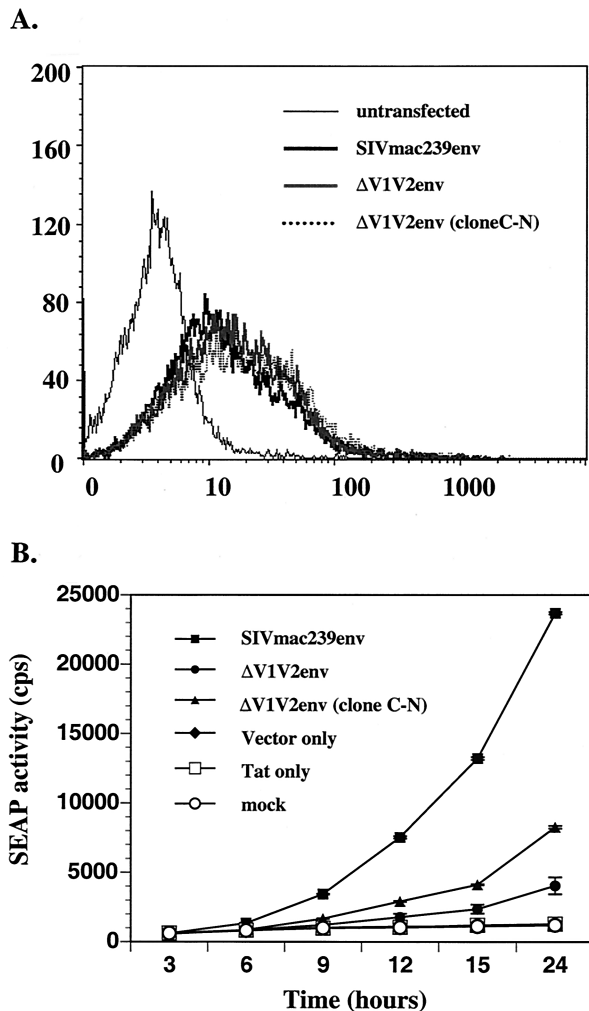 A.
200
160
120
80
40
0
0 10 100 1000
untransfected
SIVmac239env
ΔV1V2env
ΔV1V2env (cloneC-N)
B.
SEAP activity (cps)
25000
20000
15000
10000
5000
0
SIVmac239env
ΔV1V2env
ΔV1V2env (clone C-N)
Vector only
Tat only
mock
3 6 9 12 15 24
Time (hours)